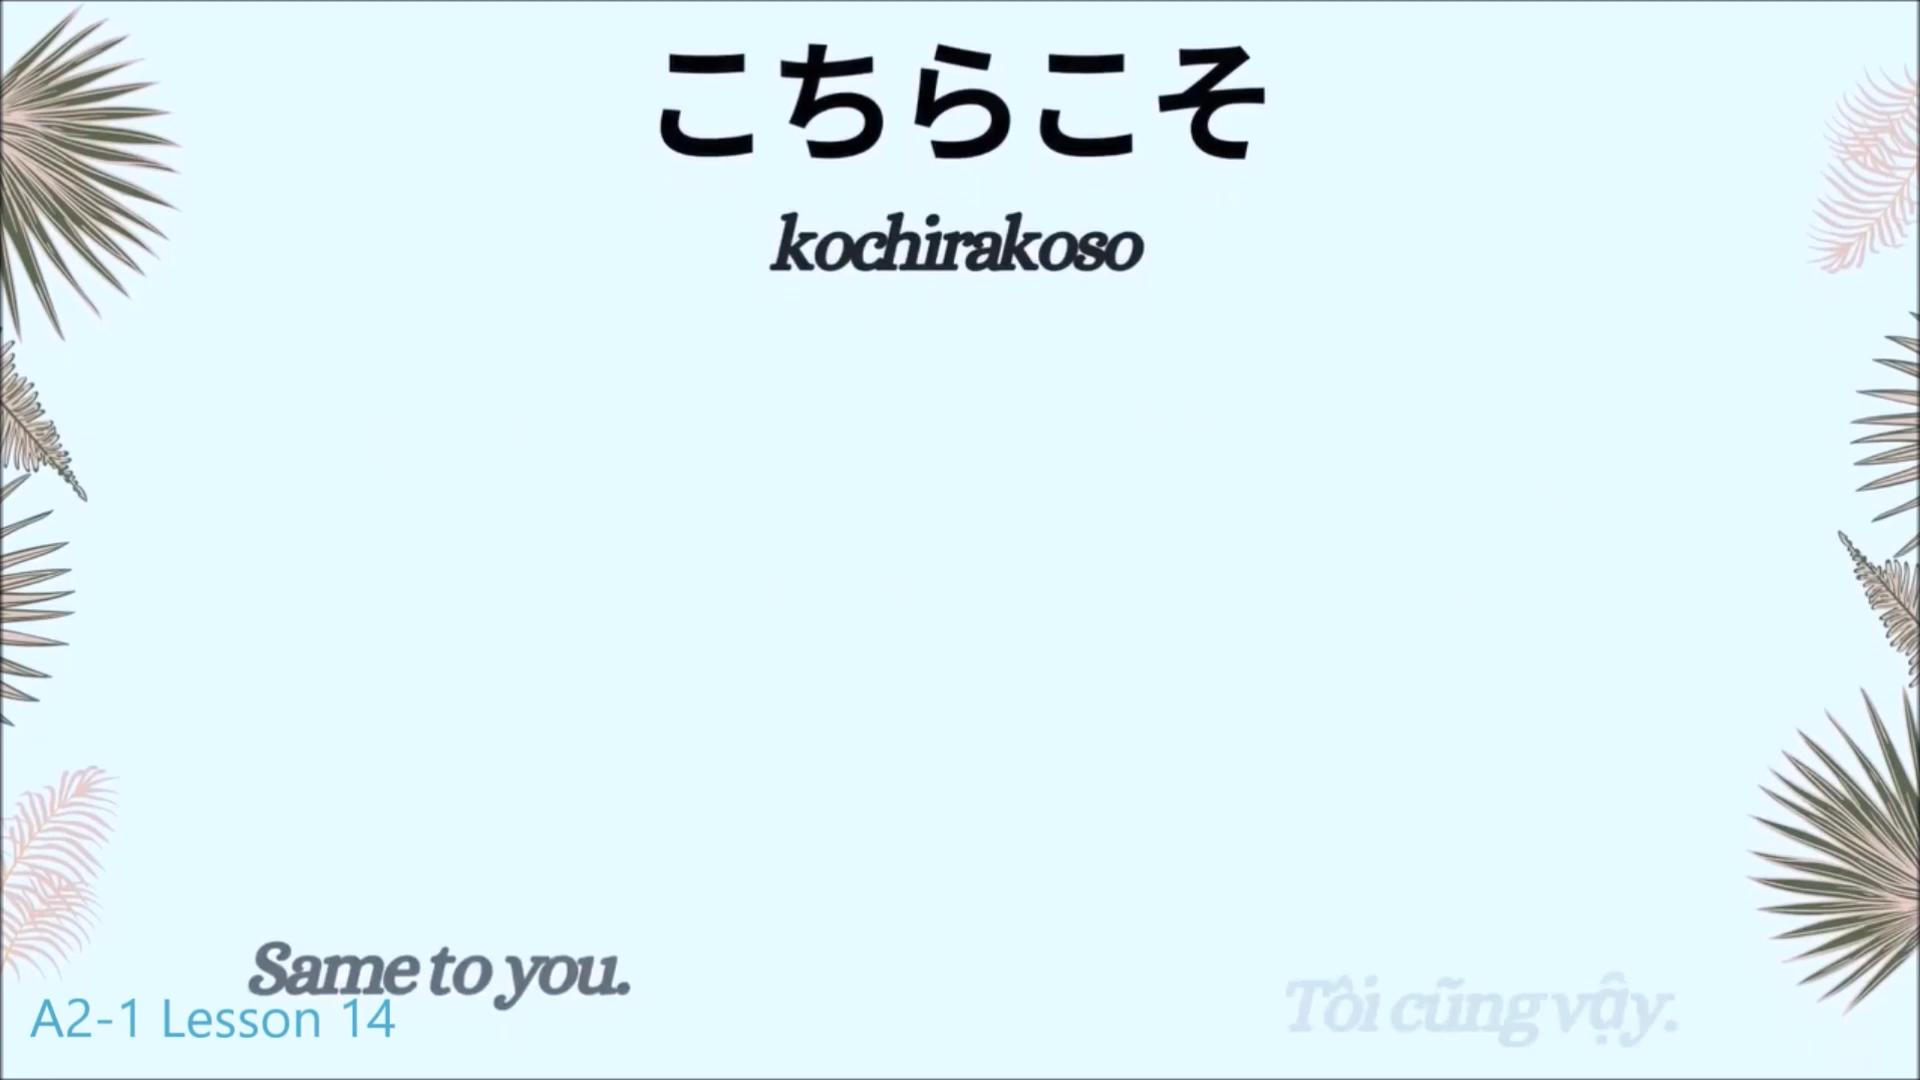 こちらこそ
kochirakoso
Same to you.
A2-1 Lesson 14
Tôi cũng vậy.